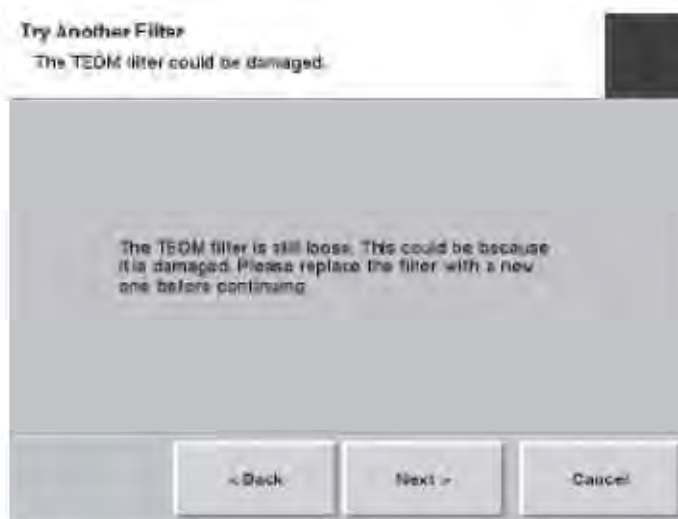 Try Another Filter
The TEOM filter could be damaged.
The TEOM filter is still loose. This could be because
it is damaged. Please replace the filter with a new
one before continuing.
< Back
Next >
Cancel